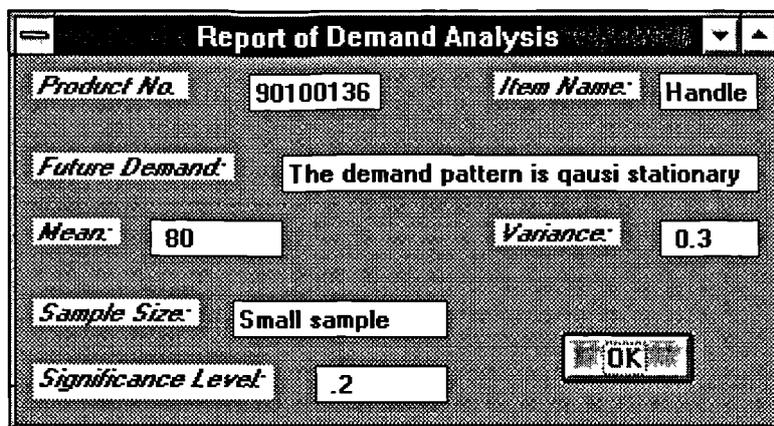 Report of Demand Analysis
Product No. 90100136 Item Name: Handle
Future Demand: The demand pattern is qausi stationary
Mean: 80 Variance: 0.3
Sample Size: Small sample
OK
Significance Level: .2